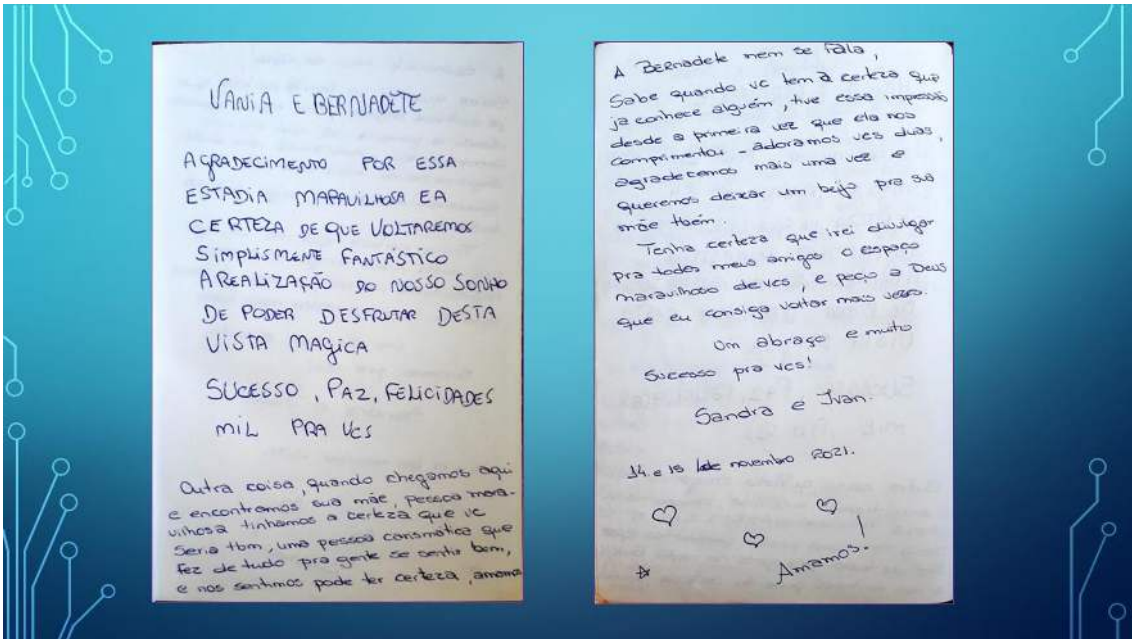 VANIA E BERNADETE
AGRADECIMENTO POR ESSA
ESTADIA MARAVILHOSA E A
CERTEZA DE QUE VOLTAREMOS
SIMPLISMENTE FANTÁSTICO
A REALIZAÇÃO DO NOSSO SONHO
DE PODER DESFRUTAR DESTA
VISTA MAGICA
SUCESSO, PAZ, FELICIDADES
MIL PRA VCS
Outra coisa, quando chegamos aqui
e encontramos sua mãe, pessoa mara-
vilhosa tinhamos a certeza que vc
seria tbm, uma pessoa carismática que
fez de tudo pra gente se sentir bem,
e nos sentimos pode ter certeza, amamos
A Bernadete nem se fala,
Sabe quando vc tem a certeza que
ja conhece alguém, tive essa impressão
desde a primeira vez que ela nos
comprimentou - adoramos vcs duas,
agradecemos mais uma vez e
queremos deixar um beijo pra sua
mãe tbém.
Tenha certeza que irei divulgar
pra todos meus amigos o espaço
maravilhoso de vcs, e peço a Deus
que eu consiga voltar mais vezes.
Um abraço e muito
Sucesso pra vcs!
Sandra e Ivan.
14 e 15 de novembro 2021.
Amamos!